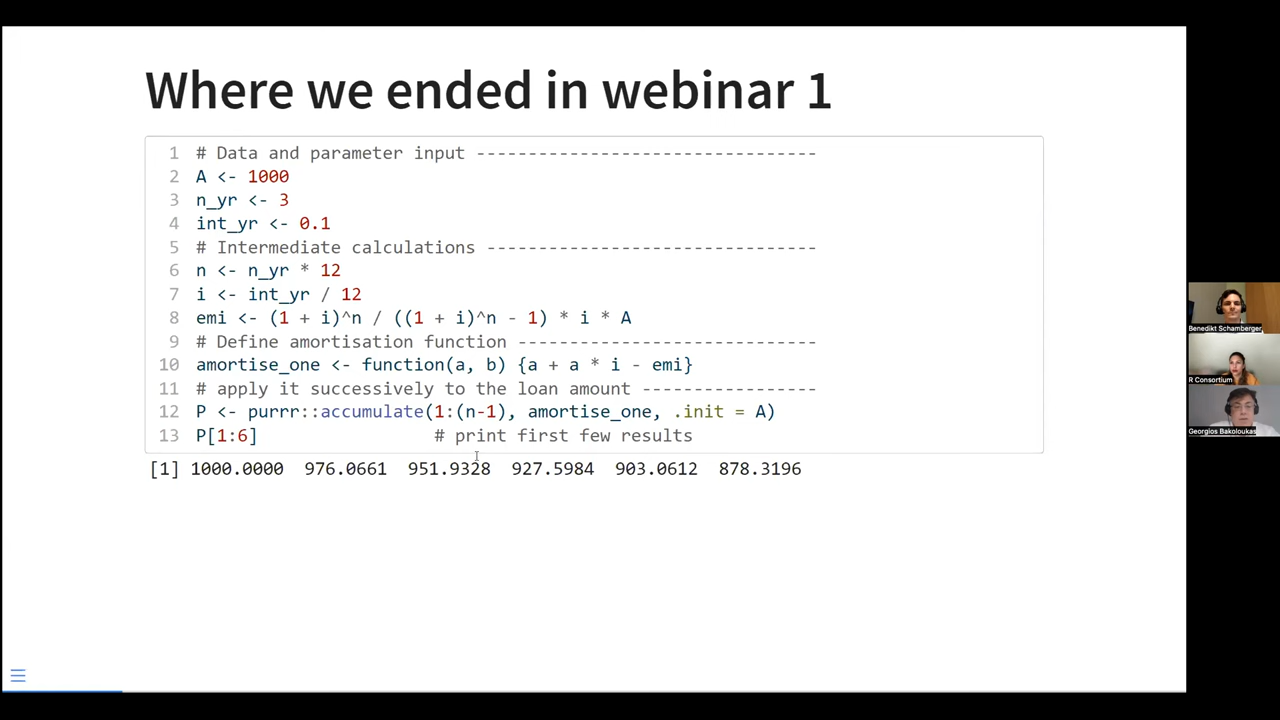 Where we ended in webinar 1
1 # Data and parameter input ---------------------------------
2 A <- 1000
3 n_yr <- 3
4 int_yr <- 0.1
5 # Intermediate calculations --------------------------------
6 n <- n_yr * 12
7 i <- int_yr / 12
8 emi <- (1 + i)^n / ((1 + i)^n - 1) * i * A
9 # Define amortisation function -----------------------------
10 amortise_one <- function(a, b) {a + a * i - emi}
11 # apply it successively to the loan amount -----------------
12 P <- purrr::accumulate(1:(n-1), amortise_one, .init = A)
13 P[1:6] # print first few results
[1] 1000.0000 976.0661 951.9328 927.5984 903.0612 878.3196
Benedikt Schamberger
R Consortium
Georgios Bakoloukas